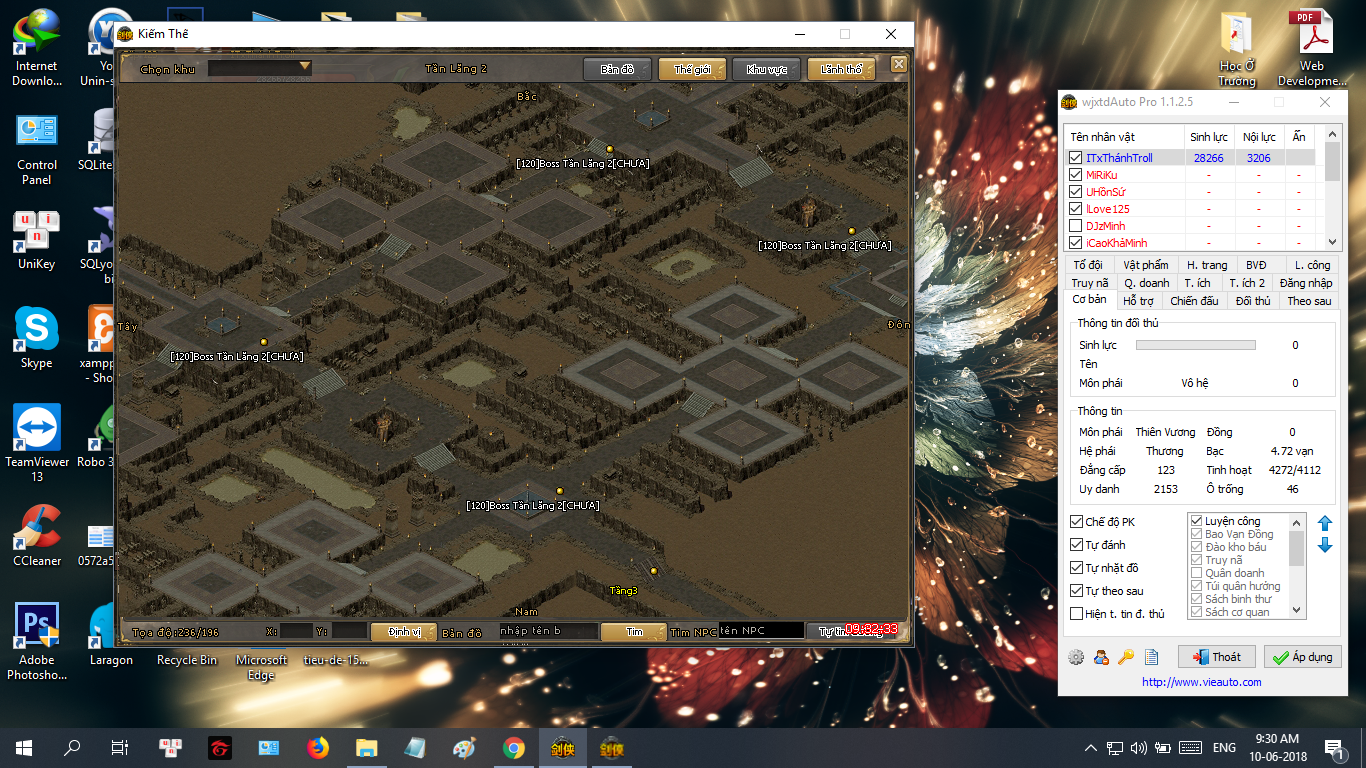 Internet Downlo...
Yo Unin-s
Học Ở Trường
PDF
Web Developme...
Control Panel
SQLite
UniKey
SQLyo
bi
Skype
xampp - Sho
TeamViewer 13
Robo 3
CCleaner
0572a5
Ps
Adobe Photosho...
Laragon
Recycle Bin
Microsoft Edge
tieu-de-15...
Kiếm Thế
Chọn khu
Tần Lăng 2
Bản đồ
Thế giới
Khu vực
Lãnh thổ
Bắc
[120]Boss Tần Lăng 2[CHƯA]
[120]Boss Tần Lăng 2[CHƯA]
Tây
Đôn
[120]Boss Tần Lăng 2[CHƯA]
[120]Boss Tần Lăng 2[CHƯA]
Tầng3
Nam
Tọa độ:236/196
X:
Y:
Định vị
Bản đồ
nhập tên b
Tìm
Tìm NPC
tên NPC
wjxtdAuto Pro 1.1.2.5
Tên nhân vật Sinh lực Nội lực Ẩn
ITxThánhTroll 28266 3206
MiRiKu - - -
UHồnSứ - - -
lLove125 - - -
DJzMinh - - -
iCaoKhảMinh - - -
Tổ đội Vật phẩm H. trang BVĐ L. công
Truy nã Q. doanh T. ích T. ích 2 Đăng nhập
Cơ bản Hỗ trợ Chiến đấu Đối thủ Theo sau
Thông tin đối thủ
Sinh lực 0
Tên
Môn phái Vô hệ 0
Thông tin
Môn phái Thiên Vương Đồng 0
Hệ phái Thương Bạc 4.72 vạn
Đẳng cấp 123 Tinh hoạt 4272/4112
Uy danh 2153 Ô trống 46
Chế độ PK
Tự đánh
Tự nhặt đồ
Tự theo sau
Hiện t. tin đ. thủ
Luyện công
Bao Vạn Đồng
Đào kho báu
Truy nã
Quân doanh
Túi quân hưởng
Sách binh thư
Sách cơ quan
Thoát
Áp dụng
http://www.vieauto.com
ENG
9:30 AM
10-06-2018
1